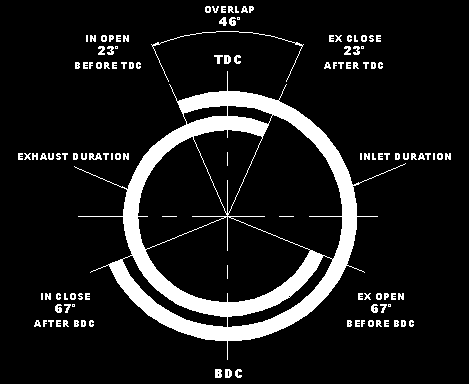 OVERLAP
46°
IN OPEN
23°
BEFORE TDC
EX CLOSE
23°
AFTER TDC
TDC
EXHAUST DURATION
INLET DURATION
IN CLOSE
67°
AFTER BDC
EX OPEN
67°
BEFORE BDC
BDC